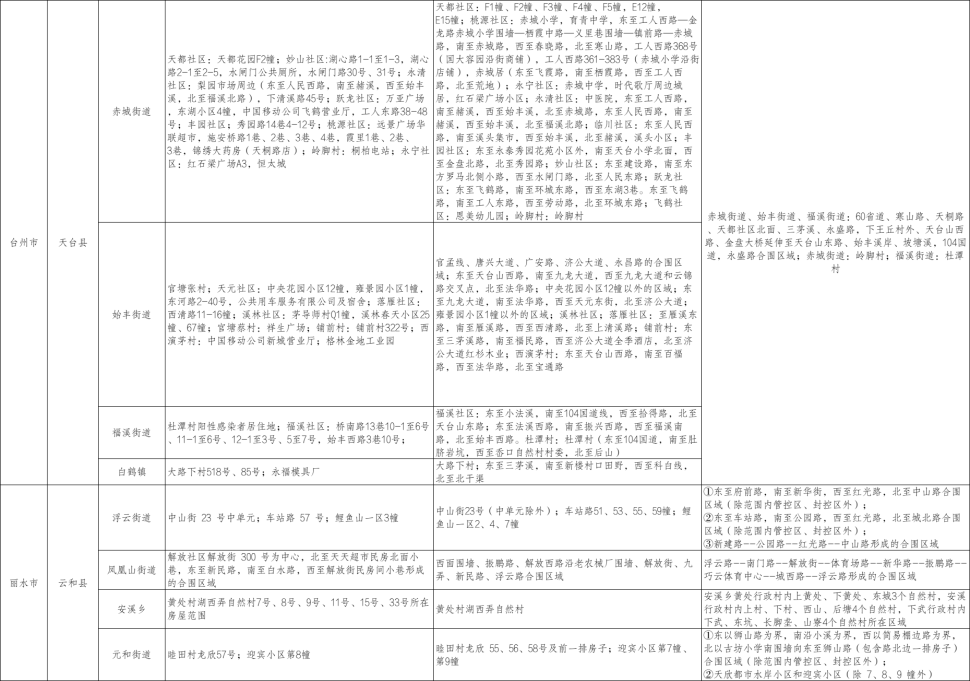 台州市
天台县
赤城街道
天都社区：天都花园F2幢；妙山社区:湖心路1-1至1-3，湖心
路2-1至2-5，水闸门公共厕所，水闸门路30号、31号；永清
社区：梨园市场周边（东至人民西路，南至赭溪，西至始丰
溪，北至福溪北路），下清溪路45号；跃龙社区：万亚广场
，东湖小区4幢，中国移动公司飞鹤营业厅，工人东路38-48
号；丰园社区：秀园路14巷4-12号；桃源社区：远景广场华
联超市，施安桥路1巷、2巷、3巷、4巷，霞里1巷、2巷、
3巷，锦绣大药房（天桐路店）；岭脚村：桐柏电站；永宁社
区：红石梁广场A3，恒太城
天都社区：F1幢、F2幢、F3幢、F4幢、F5幢，E12幢，
E15幢；桃源社区：赤城小学，育青中学，东至工人西路—金
龙路赤城小学围墙—栖霞中路—义里巷围墙—镇前路—赤城
路，南至赤城路，西至春晓路，北至寒山路，工人西路368号
（国大容园沿街商铺），工人西路361-383号（赤城小学沿街
店铺），赤城居（东至飞霞路，南至栖霞路，西至工人西
路，北至荒地）；永宁社区：赤城中学，时代歌厅周边城
居，红石梁广场小区；永清社区：中医院，东至工人西路，
南至赭溪，西至始丰溪，北至赤城路，东至人民西路，南至
赭溪，西至始丰溪，北至福溪北路；临川社区：东至人民西
路，南至溪头集市，西至始丰溪，北至赭溪，溪头小区；丰
园社区：东至永泰秀园花苑小区外，南至天台小学北面，西
至金盘北路，北至秀园路；妙山社区：东至建设路，南至东
方罗马北侧小路，西至水闸门路，北至人民东路；跃龙社
区：东至飞鹤路，南至环城东路，西至东湖3巷。东至飞鹤
路，南至工人东路，西至劳动路，北至环城东路；飞鹤社
区：恩美幼儿园；岭脚村：岭脚村
赤城街道、始丰街道、福溪街道：60省道、寒山路、天桐路
、天都社区北面、三茅溪、永盛路，下王丘村外、天台山西
路、金盘大桥延伸至天台山东路、始丰溪岸、坡塘溪，104国
道，永盛路合围区域；赤城街道：岭脚村；福溪街道：杜潭
村
始丰街道
官塘张村；天元社区：中央花园小区12幢，雍景园小区1幢，
东河路2-40号，公共用车服务有限公司及宿舍；落雁社区：
西清路11-16幢；溪林社区：茅导师村Q1幢，溪林春天小区25
幢、67幢；官塘蔡村：祥生广场；铺前村：铺前村322号；西
演茅村：中国移动公司新城营业厅；格林金地工业园
官孟线、唐兴大道、广安路、济公大道、永昌路的合围区
域；东至天台山西路，南至九龙大道，西至九龙大道和云锦
路交叉点，北至法华路；中央花园小区12幢以外的区域；东
至九龙大道，南至法华路，西至天元东街，北至济公大道；
雍景园小区1幢以外的区域；溪林社区：落雁社区：至雁溪东
路，南至雁溪路，西至西清路，北至上清溪路；铺前村：东
至三茅溪路，南至福民路，西至济公大道全季酒店，北至济
公大道红杉木业；西演茅村：东至天台山西路，南至百福
路，西至法华路，北至宝通路
福溪街道
杜潭村阳性感染者居住地；福溪社区：桥南路13巷10-1至6号
、11-1至6号、12-1至3号、5至7号，始丰西路3巷10号；
福溪社区：东至小法溪，南至104国道线，西至拾得路，北至
天台山东路；东至法溪西路，南至振兴西路，西至福溪南
路，北至始丰西路。杜潭村：杜潭村（东至104国道，南至肚
脐岩坑，西至岙口自然村村委，北至后山）
白鹤镇
大路下村518号、85号；永福模具厂
大路下村；东至三茅溪，南至新楼村口田野，西至科白线，
北至北干渠
丽水市
云和县
浮云街道
中山街 23 号中单元；车站路 57 号；鲤鱼山一区3幢
中山街23号（中单元除外）；车站路51、53、55、59幢；鲤
鱼山一区2、4、7幢
①东至府前路，南至新华街，西至红光路，北至中山路合围
区域（除范围内管控区、封控区外）；
②东至车站路，南至公园路，西至红光路，北至城北路合围
区域（除范围内管控区、封控区外）；
③新建路--公园路--红光路--中山路形成的合围区域
凤凰山街道
解放社区解放街 300 号为中心，北至天天超市民房北面小
巷，东至新民路，南至白水路，西至解放街民房间小巷形成
的合围区域
西面围墙、振鹏路、解放西路沿老农械厂围墙、解放街、九
弄、新民路、浮云路合围区域
浮云路--南门路--解放街--体育场路--新华路--振鹏路--
巧云体育中心--城西路--浮云路形成的合围区域
安溪乡
黄处村湖西弄自然村7号、8号、9号、11号、15号、33号所在
房屋范围
黄处村湖西弄自然村
安溪乡黄处行政村内上黄处、下黄处、东城3个自然村，安溪
行政村内上村、下村、西山、后塘4个自然村，下武行政村内
下武、东坑、长脚垄、山寮4个自然村所在区域
元和街道
睦田村龙欣57号；迎宾小区第8幢
睦田村龙欣 55、56、58号及前一排房子；迎宾小区第7幢、
第9幢
①东以狮山路为界，南沿小溪为界，西以简易棚边路为界，
北以古坊小学南围墙向东至狮山路（包含路北边一排房子）
合围区域（除范围内管控区、封控区外）；
②天欣都市水岸小区和迎宾小区（除 7、8、9 幢外）